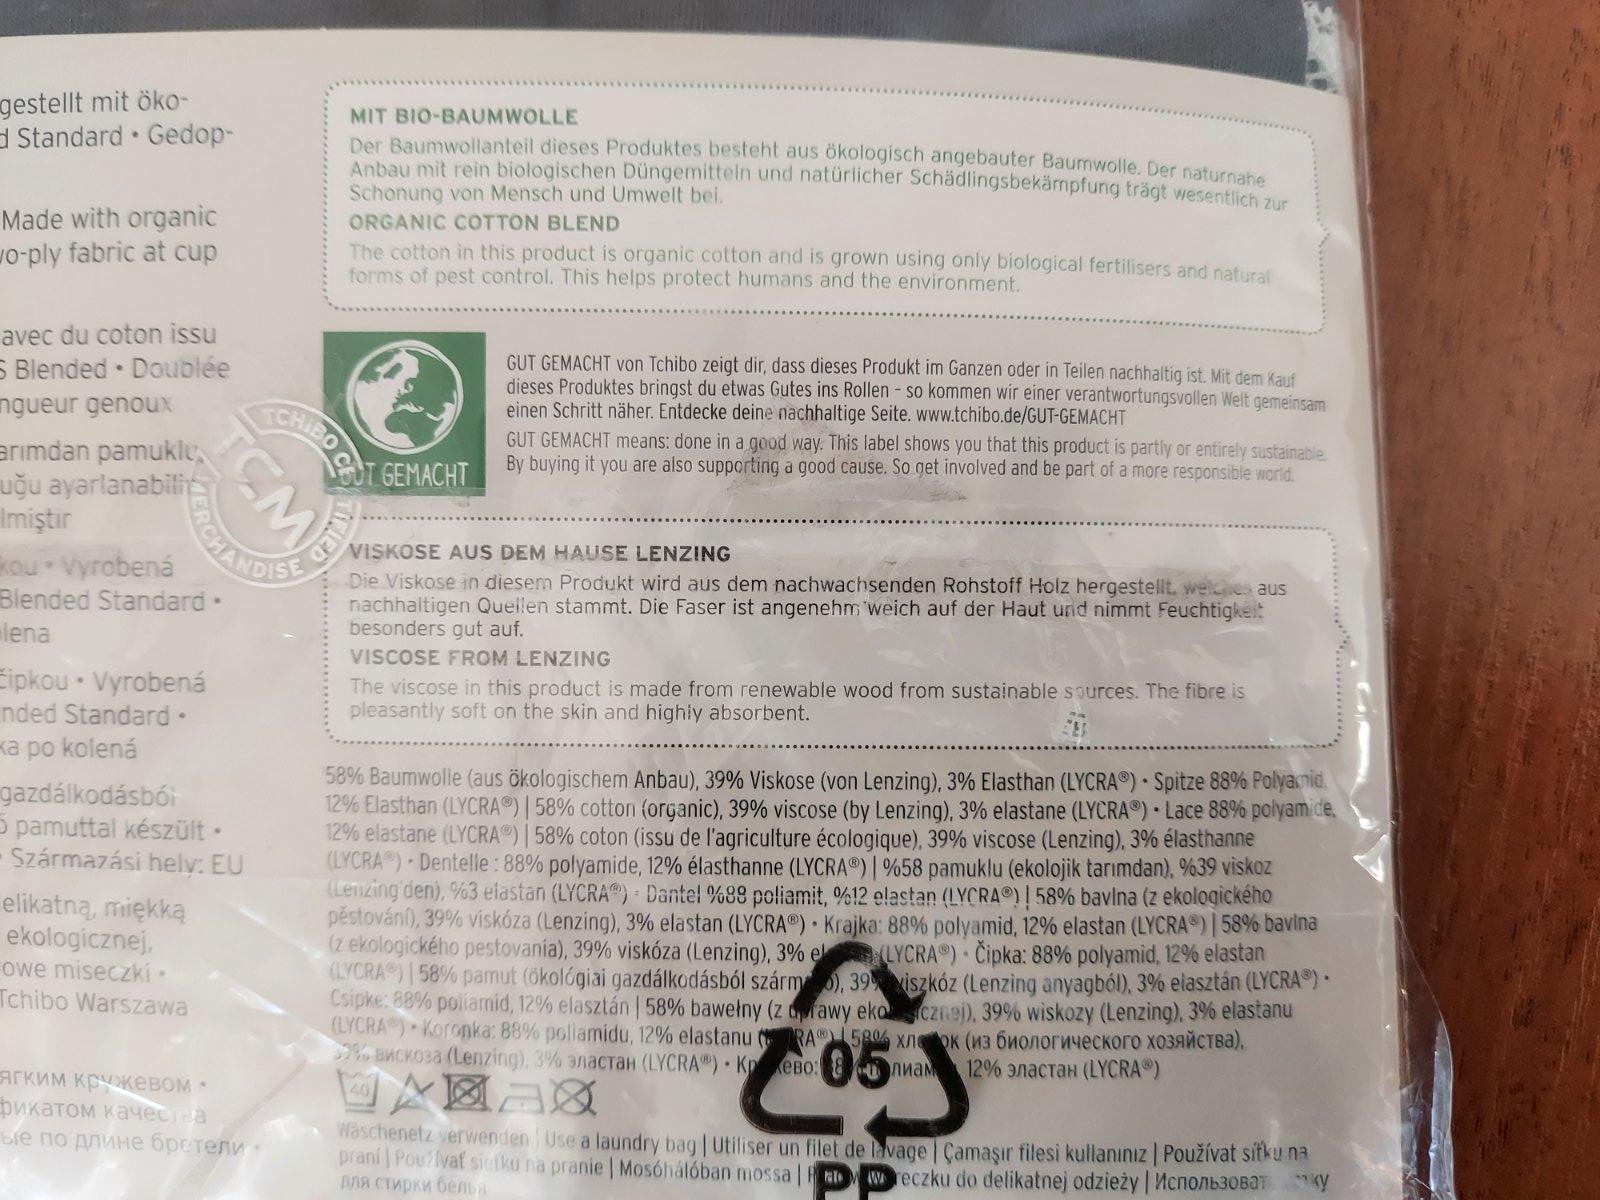 gestellt mit öko-
d Standard • Gedop-
Made with organic
vo-ply fabric at cup
avec du coton issu
S Blended • Doublée
ngueur genoux
arımdan pamuklu,
uğu ayarlanabilir
lmiştir
kou • Vyrobená
Blended Standard •
lena
čipkou • Vyrobená
nded Standard •
ka po kolená
gazdálkodásból
ó pamuttal készült •
• Származási hely: EU
elikatną, miękką
ekologicznej,
owe miseczki •
Tchibo Warszawa
ягким кружевом •
фикатом качества
ые по длине бретели •
MIT BIO-BAUMWOLLE
Der Baumwollanteil dieses Produktes besteht aus ökologisch angebauter Baumwolle. Der naturnahe
Anbau mit rein biologischen Düngemitteln und natürlicher Schädlingsbekämpfung trägt wesentlich zur
Schonung von Mensch und Umwelt bei.
ORGANIC COTTON BLEND
The cotton in this product is organic cotton and is grown using only biological fertilisers and natural
forms of pest control. This helps protect humans and the environment.
GUT GEMACHT
GUT GEMACHT von Tchibo zeigt dir, dass dieses Produkt im Ganzen oder in Teilen nachhaltig ist. Mit dem Kauf
dieses Produktes bringst du etwas Gutes ins Rollen – so kommen wir einer verantwortungsvollen Welt gemeinsam
einen Schritt näher. Entdecke deine nachhaltige Seite. www.tchibo.de/GUT-GEMACHT
GUT GEMACHT means: done in a good way. This label shows you that this product is partly or entirely sustainable.
By buying it you are also supporting a good cause. So get involved and be part of a more responsible world.
TCHIBO CERTIFIED
MERCHANDISE
TCM
VISKOSE AUS DEM HAUSE LENZING
Die Viskose in diesem Produkt wird aus dem nachwachsenden Rohstoff Holz hergestellt, welches aus
nachhaltigen Quellen stammt. Die Faser ist angenehm weich auf der Haut und nimmt Feuchtigkeit
besonders gut auf.
VISCOSE FROM LENZING
The viscose in this product is made from renewable wood from sustainable sources. The fibre is
pleasantly soft on the skin and highly absorbent.
58% Baumwolle (aus ökologischem Anbau), 39% Viskose (von Lenzing), 3% Elasthan (LYCRA®) • Spitze 88% Polyamid,
12% Elasthan (LYCRA®) | 58% cotton (organic), 39% viscose (by Lenzing), 3% elastane (LYCRA®) • Lace 88% polyamide,
12% elastane (LYCRA®) | 58% coton (issu de l'agriculture écologique), 39% viscose (Lenzing), 3% élasthanne
(LYCRA®) • Dentelle : 88% polyamide, 12% élasthanne (LYCRA®) | %58 pamuklu (ekolojik tarımdan), %39 viskoz
(Lenzing'den), %3 elastan (LYCRA®) • Dantel %88 poliamit, %12 elastan (LYCRA®) | 58% bavlna (z ekologického
pěstování), 39% viskóza (Lenzing), 3% elastan (LYCRA®) • Krajka: 88% polyamid, 12% elastan (LYCRA®) | 58% bavlna
(z ekologického pestovania), 39% viskóza (Lenzing), 3% (LYCRA®) • Čipka: 88% polyamid, 12% elastan
(LYCRA®) | 58% pamut (ökológiai gazdálkodásból 39% viszkóz (Lenzing anyagból), 3% elasztán (LYCRA®) •
Csipke: 88% poliamid, 12% elasztán | 58% bawełny (z uprawy ekologicznej), 39% wiskozy (Lenzing), 3% elastanu
(LYCRA®) • Koronka: 88% poliamidu, 12% elastanu (LYCRA®) | 58% хлопок (из биологического хозяйства),
39% вискоза (Lenzing), 3% эластан (LYCRA®) • Кружево: 12% эластан (LYCRA®)
40
05
PP
Wäschenetz verwenden | Use a laundry bag | Utiliser un filet de lavage | Çamaşır filesi kullanınız | Používat síťku na
praní | Používať sieťku na pranie | Mosóhálóban mossa | do delikatnej odzieży |
для стирки белья